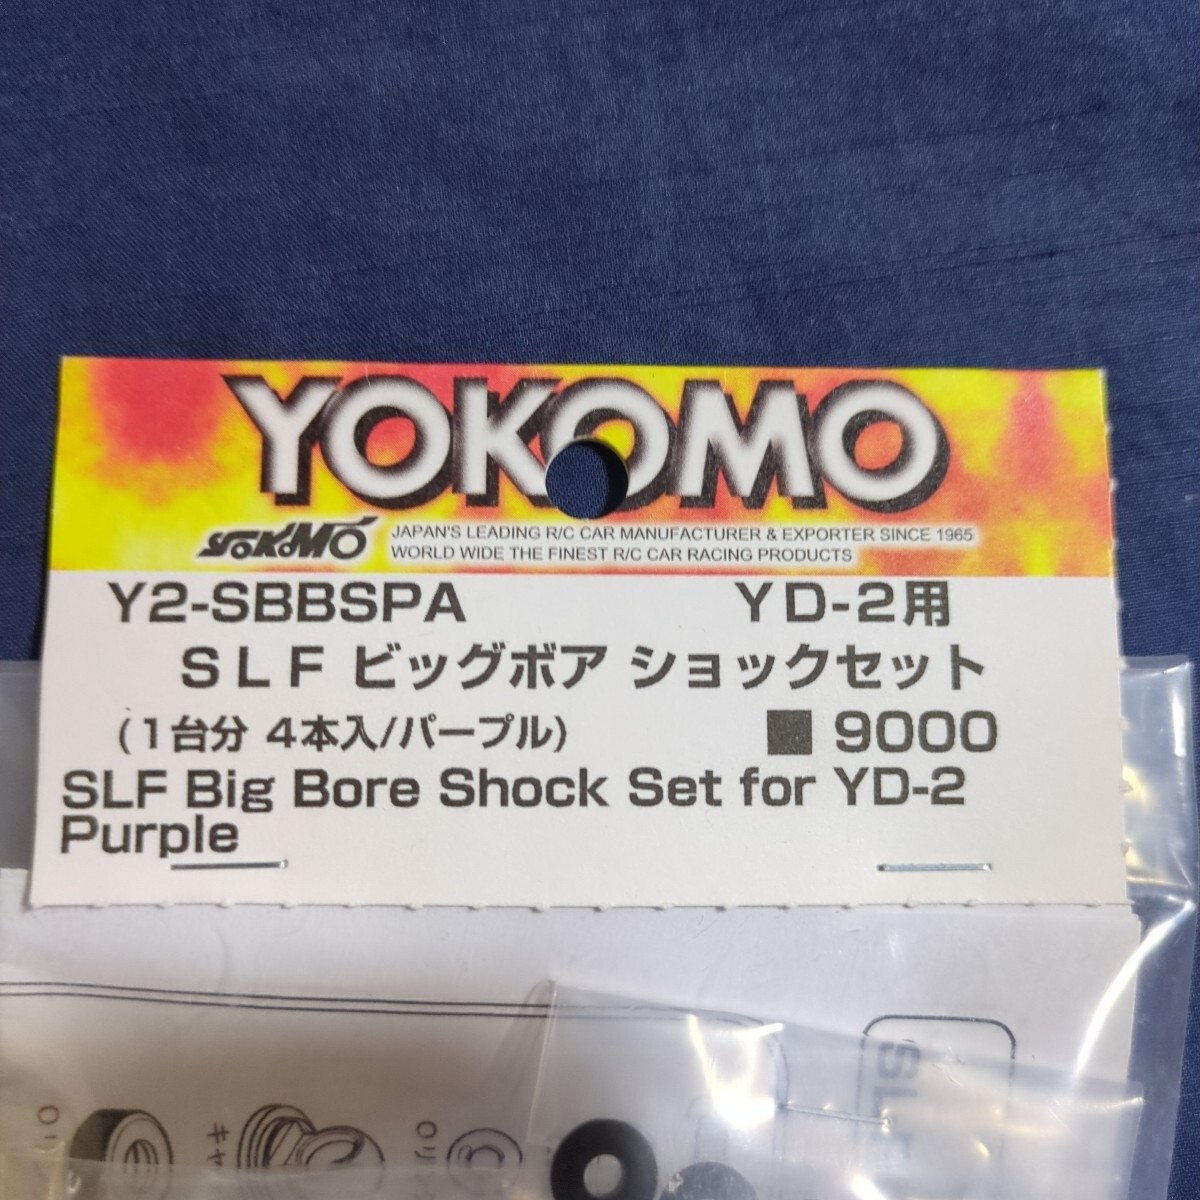 YOKOMO
YOKOMO JAPAN'S LEADING R/C CAR MANUFACTURER & EXPORTER SINCE 1965
WORLD WIDE THE FINEST R/C CAR RACING PRODUCTS
Y2-SBBSPA YD-2用
SLF ビッグボア ショックセット
(1台分 4本入/パープル) ■ 9000
SLF Big Bore Shock Set for YD-2
Purple